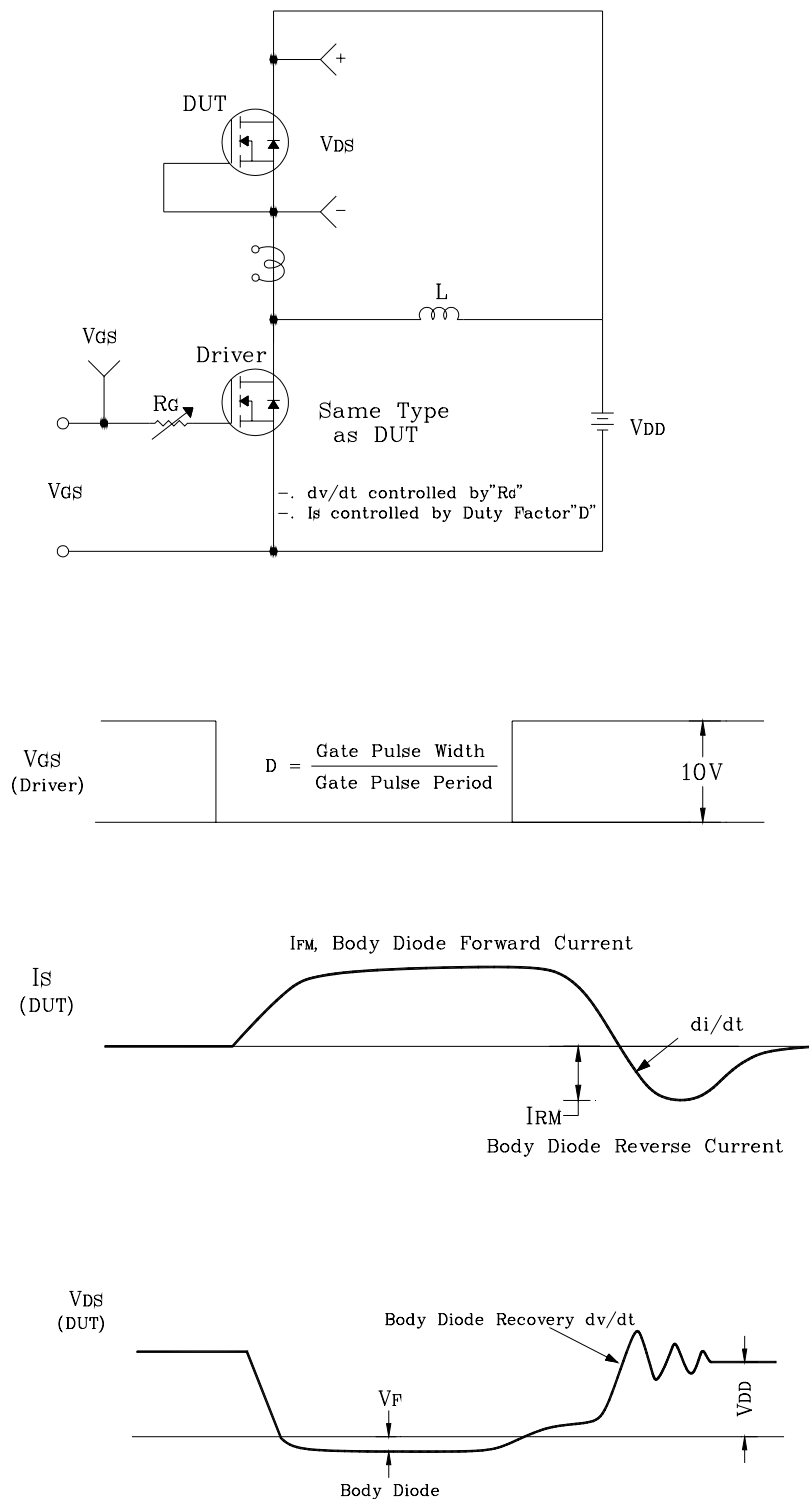 +
DUT
VDS
−
L
VGS
Driver
RG
Same Type
as DUT
VDD
VGS
−. dv/dt controlled by”RG”
−. IS controlled by Duty Factor”D”
VGS
(Driver)
D = Gate Pulse Width
Gate Pulse Period
10V
IFM, Body Diode Forward Current
IS
(DUT)
di/dt
IRM
Body Diode Reverse Current
VDS
(DUT)
Body Diode Recovery dv/dt
VF
VDD
Body Diode